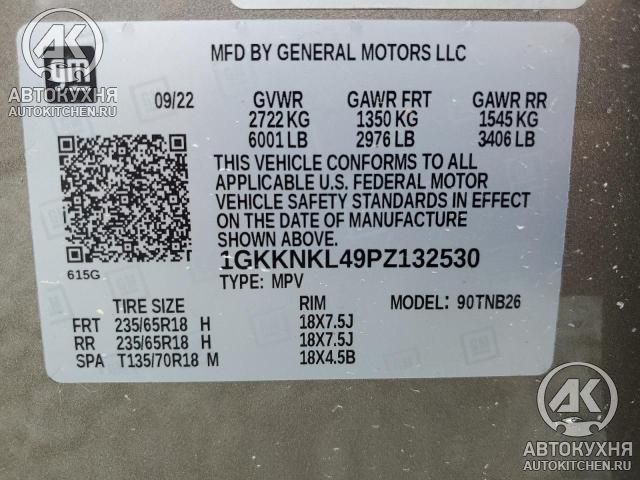 MFD BY GENERAL MOTORS LLC
gm
АВТОКУХНЯ
AUTOKITCHEN.RU
09/22 GVWR GAWR FRT GAWR RR
2722 KG 1350 KG 1545 KG
6001 LB 2976 LB 3406 LB
THIS VEHICLE CONFORMS TO ALL
APPLICABLE U.S. FEDERAL MOTOR
VEHICLE SAFETY STANDARDS IN EFFECT
ON THE DATE OF MANUFACTURE
SHOWN ABOVE.
615G
1GKKNKL49PZ132530
TYPE: MPV
TIRE SIZE RIM MODEL: 90TNB26
FRT 235/65R18 H 18X7.5J
RR 235/65R18 H 18X7.5J
SPA T135/70R18 M 18X4.5B
АК
АВТОКУХНЯ
AUTOKITCHEN.RU